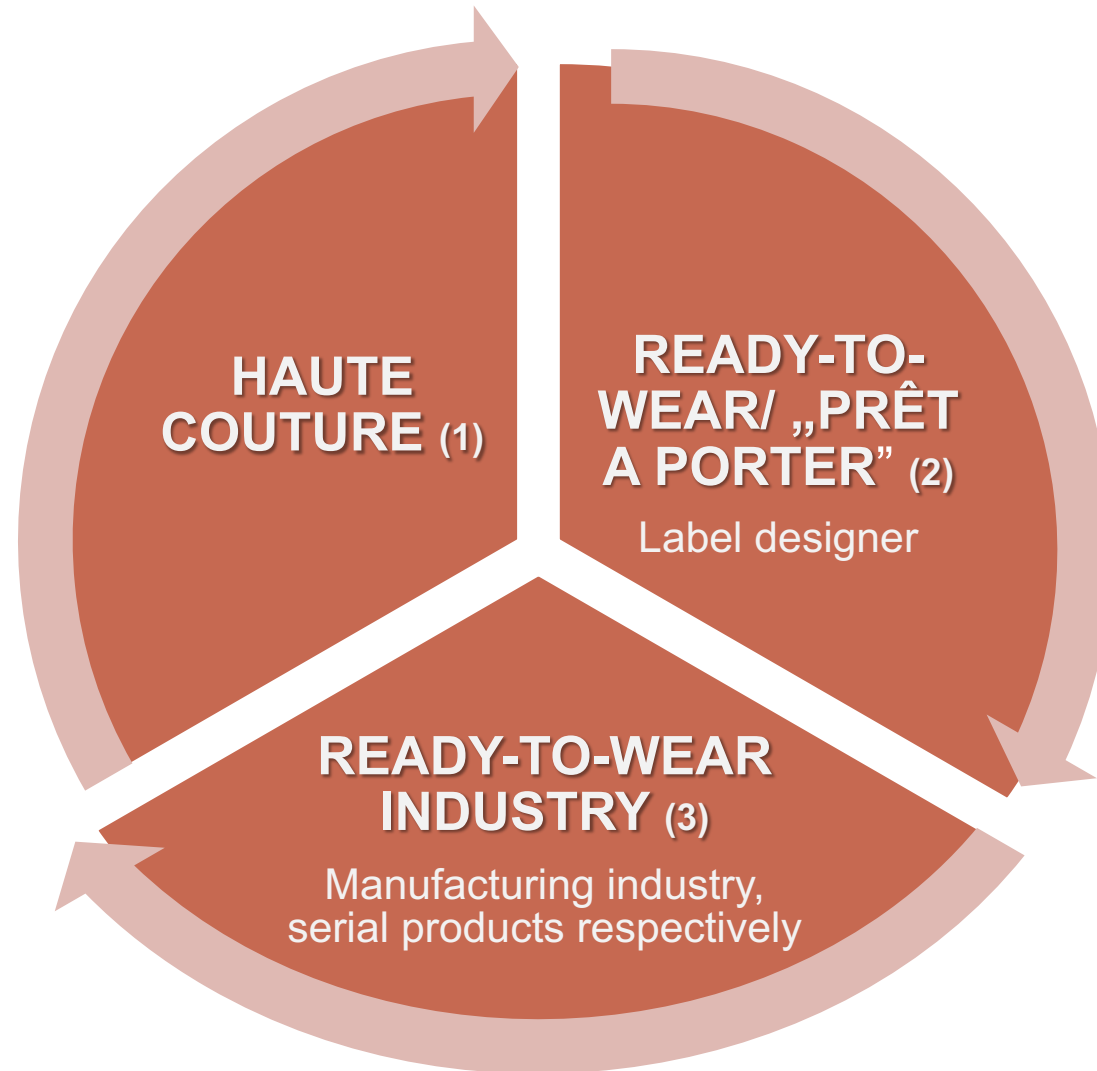 HAUTE
COUTURE (1)
READY-TO-
WEAR/ „PRÊT
A PORTER” (2)
Label designer
READY-TO-WEAR
INDUSTRY (3)
Manufacturing industry,
serial products respectively